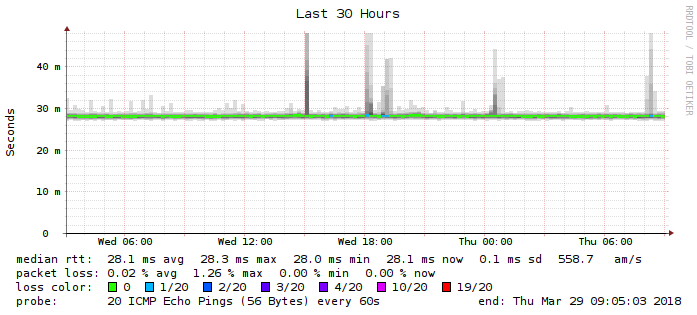 Last 30 Hours
RRDTOOL / TOBI OETIKER
Seconds
40 m
30 m
20 m
10 m
0
Wed 06:00 Wed 12:00 Wed 18:00 Thu 00:00 Thu 06:00
median rtt: 28.1 ms avg 28.3 ms max 28.0 ms min 28.1 ms now 0.1 ms sd 558.7 am/s
packet loss: 0.02 % avg 1.26 % max 0.00 % min 0.00 % now
loss color: 0 1/20 2/20 3/20 4/20 10/20 19/20
probe: 20 ICMP Echo Pings (56 Bytes) every 60s end: Thu Mar 29 09:05:03 2018